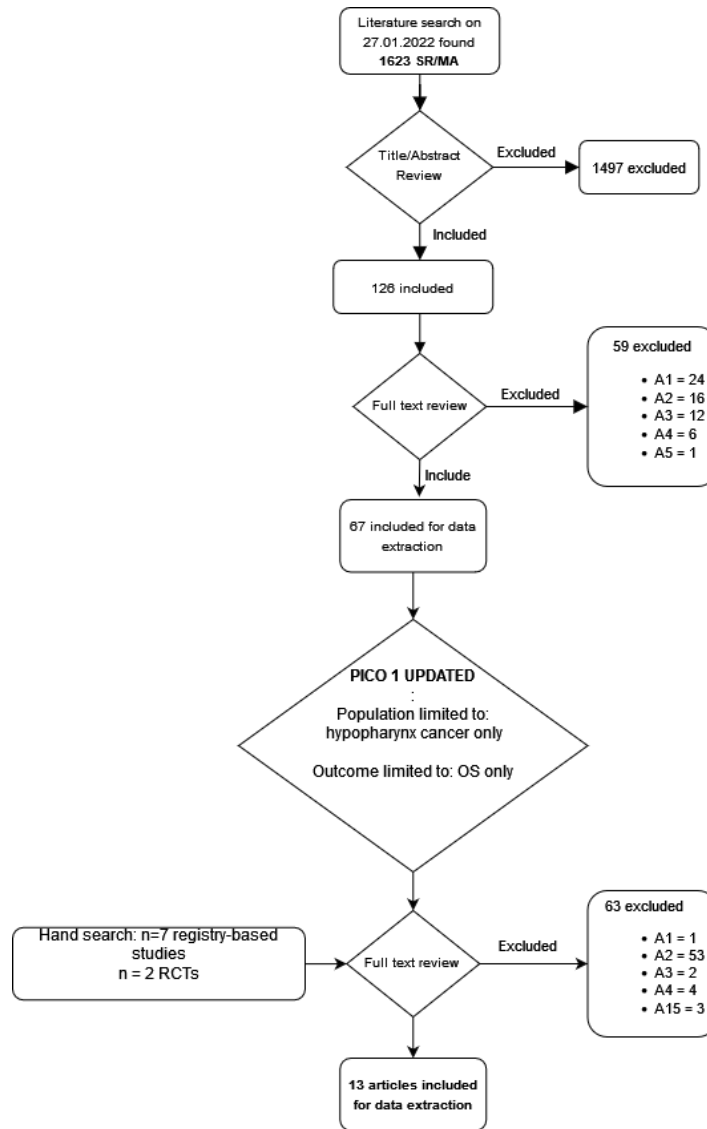 Literature search on
27.01.2022 found
1623 SR/MA
Title/Abstract
Review
Excluded
1497 excluded
Included
126 included
Full text review
Excluded
59 excluded
• A1 = 24
• A2 = 16
• A3 = 12
• A4 = 6
• A5 = 1
Include
67 included for data
extraction
PICO 1 UPDATED
:
Population limited to:
hypopharynx cancer only
Outcome limited to: OS only
Hand search: n=7 registry-based
studies
n = 2 RCTs
Full text review
Excluded
63 excluded
• A1 = 1
• A2 = 53
• A3 = 2
• A4 = 4
• A15 = 3
13 articles included
for data extraction